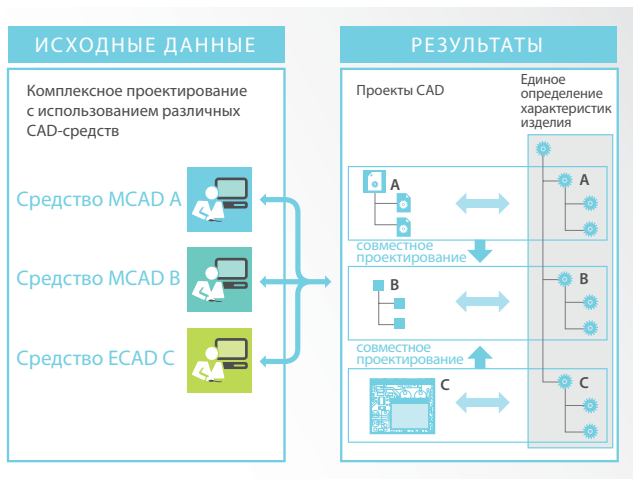 ИСХОДНЫЕ ДАННЫЕ
Комплексное проектирование
с использованием различных
CAD-средств
Средство MCAD A
Средство MCAD B
Средство ECAD C
РЕЗУЛЬТАТЫ
Проекты CAD
Единое
определение
характеристик
изделия
A
A
совместное
проектирование
B
B
совместное
проектирование
C
C